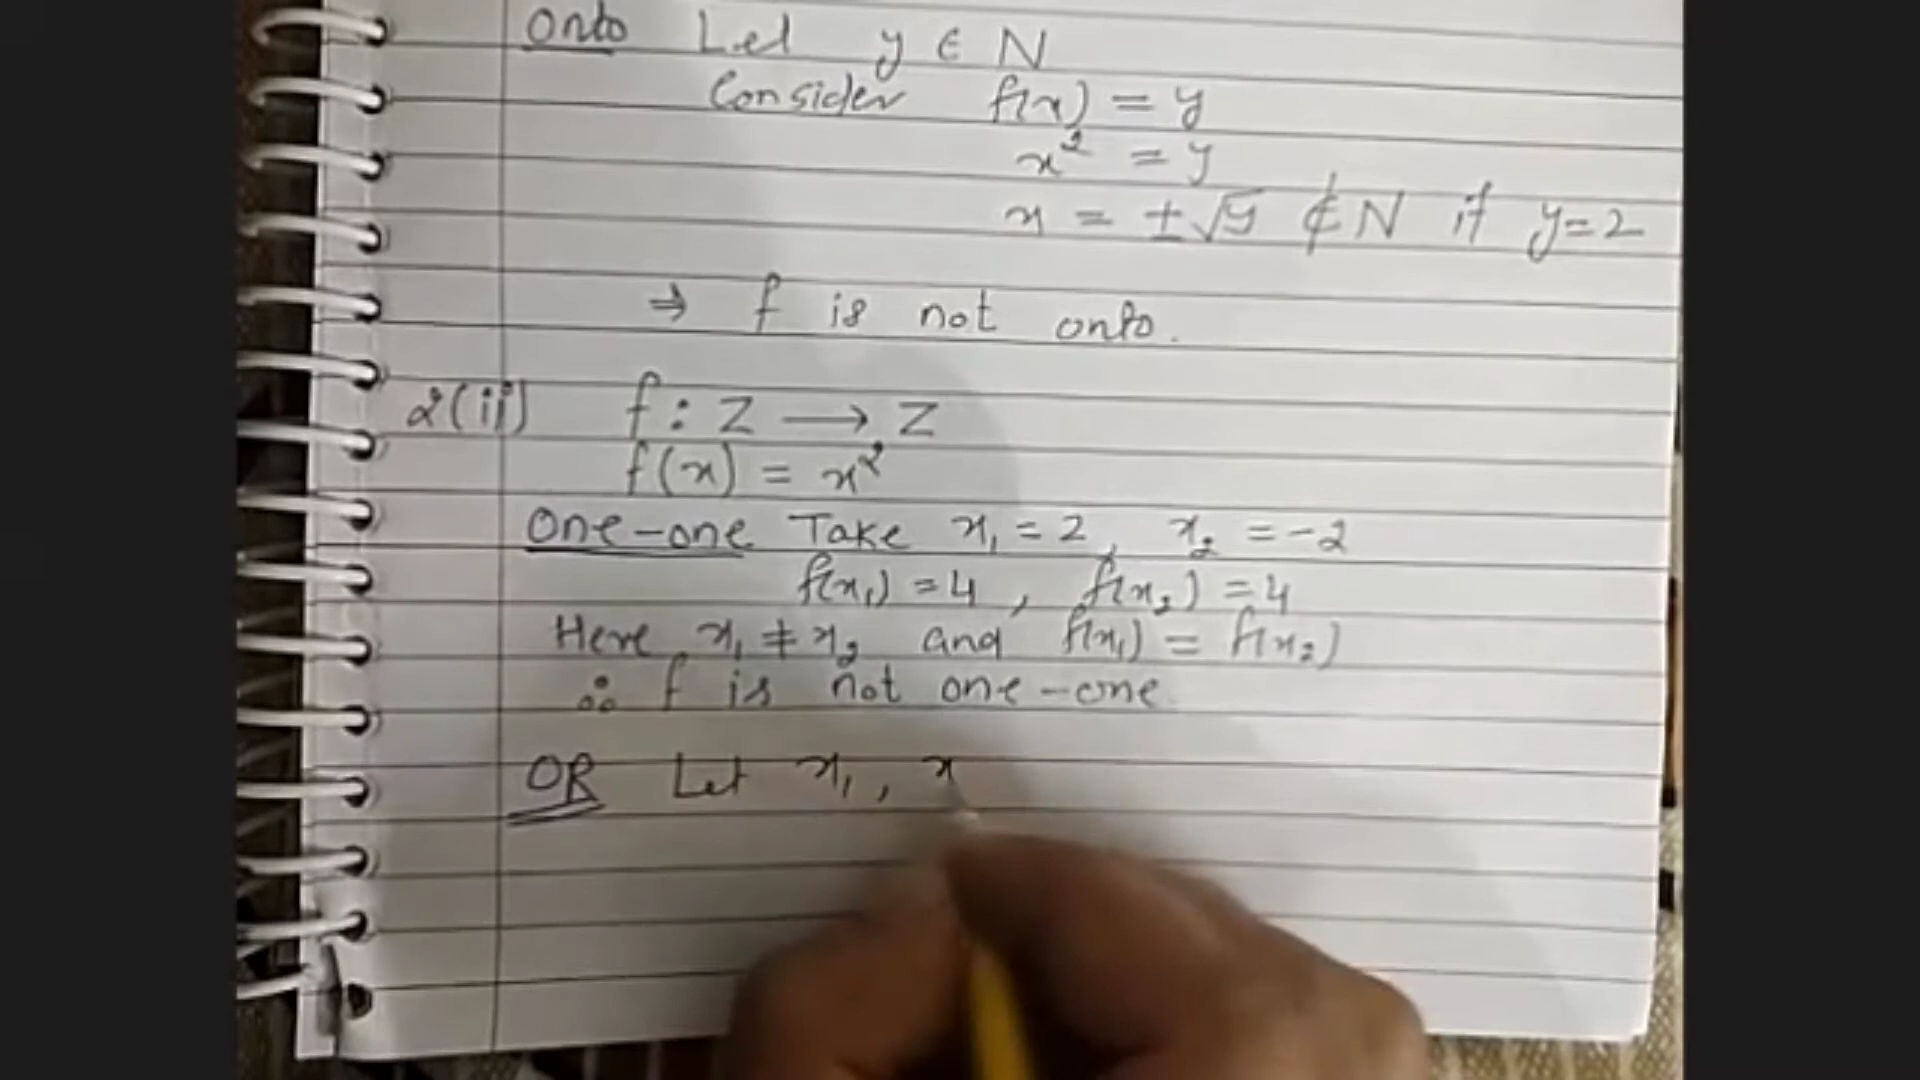 Onto Let y ∈ N
Consider f(x) = y
x² = y
x = ±√y ∉ N if y=2
⇒ f is not onto.
2(ii) f : Z → Z
f(x) = x²
One-one Take x₁ = 2, x₂ = -2
f(x₁) = 4 , f(x₂) = 4
Here x₁ ≠ x₂ and f(x₁) = f(x₂)
∴ f is not one-one.
OR Let x₁ , x